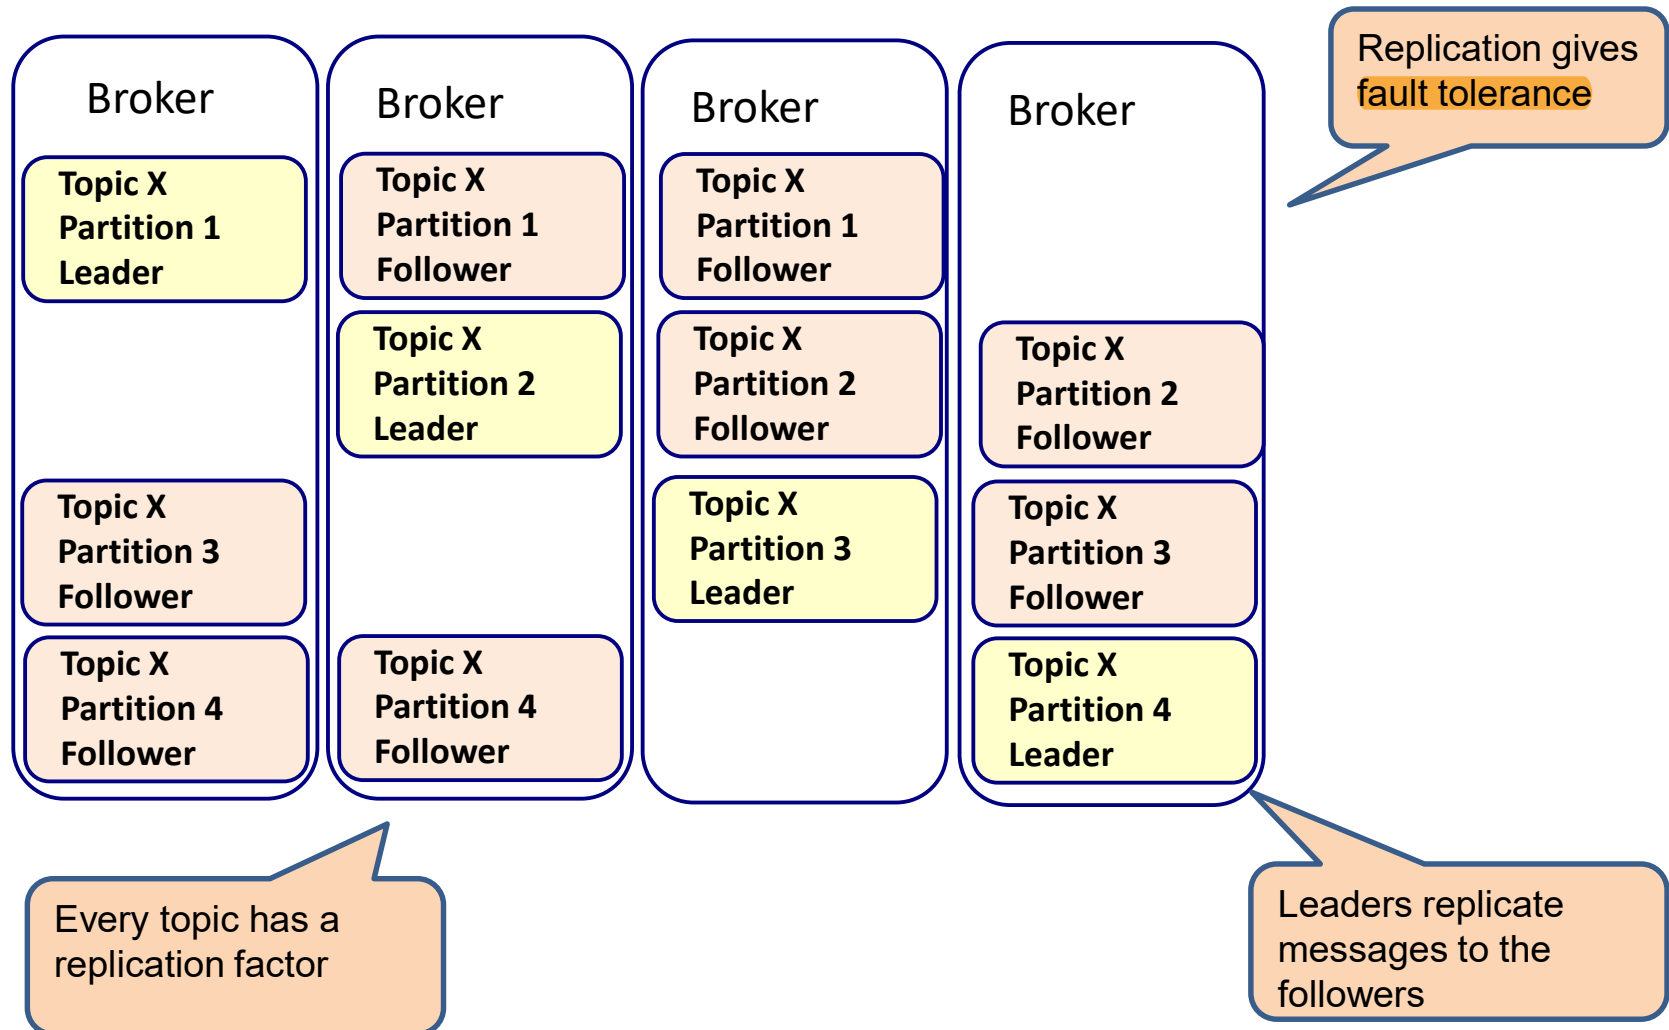 Broker
Topic X
Partition 1
Leader
Topic X
Partition 3
Follower
Topic X
Partition 4
Follower
Broker
Topic X
Partition 1
Follower
Topic X
Partition 2
Leader
Topic X
Partition 4
Follower
Broker
Topic X
Partition 1
Follower
Topic X
Partition 2
Follower
Topic X
Partition 3
Leader
Broker
Topic X
Partition 2
Follower
Topic X
Partition 3
Follower
Topic X
Partition 4
Leader
Replication gives
fault tolerance
Every topic has a
replication factor
Leaders replicate
messages to the
followers